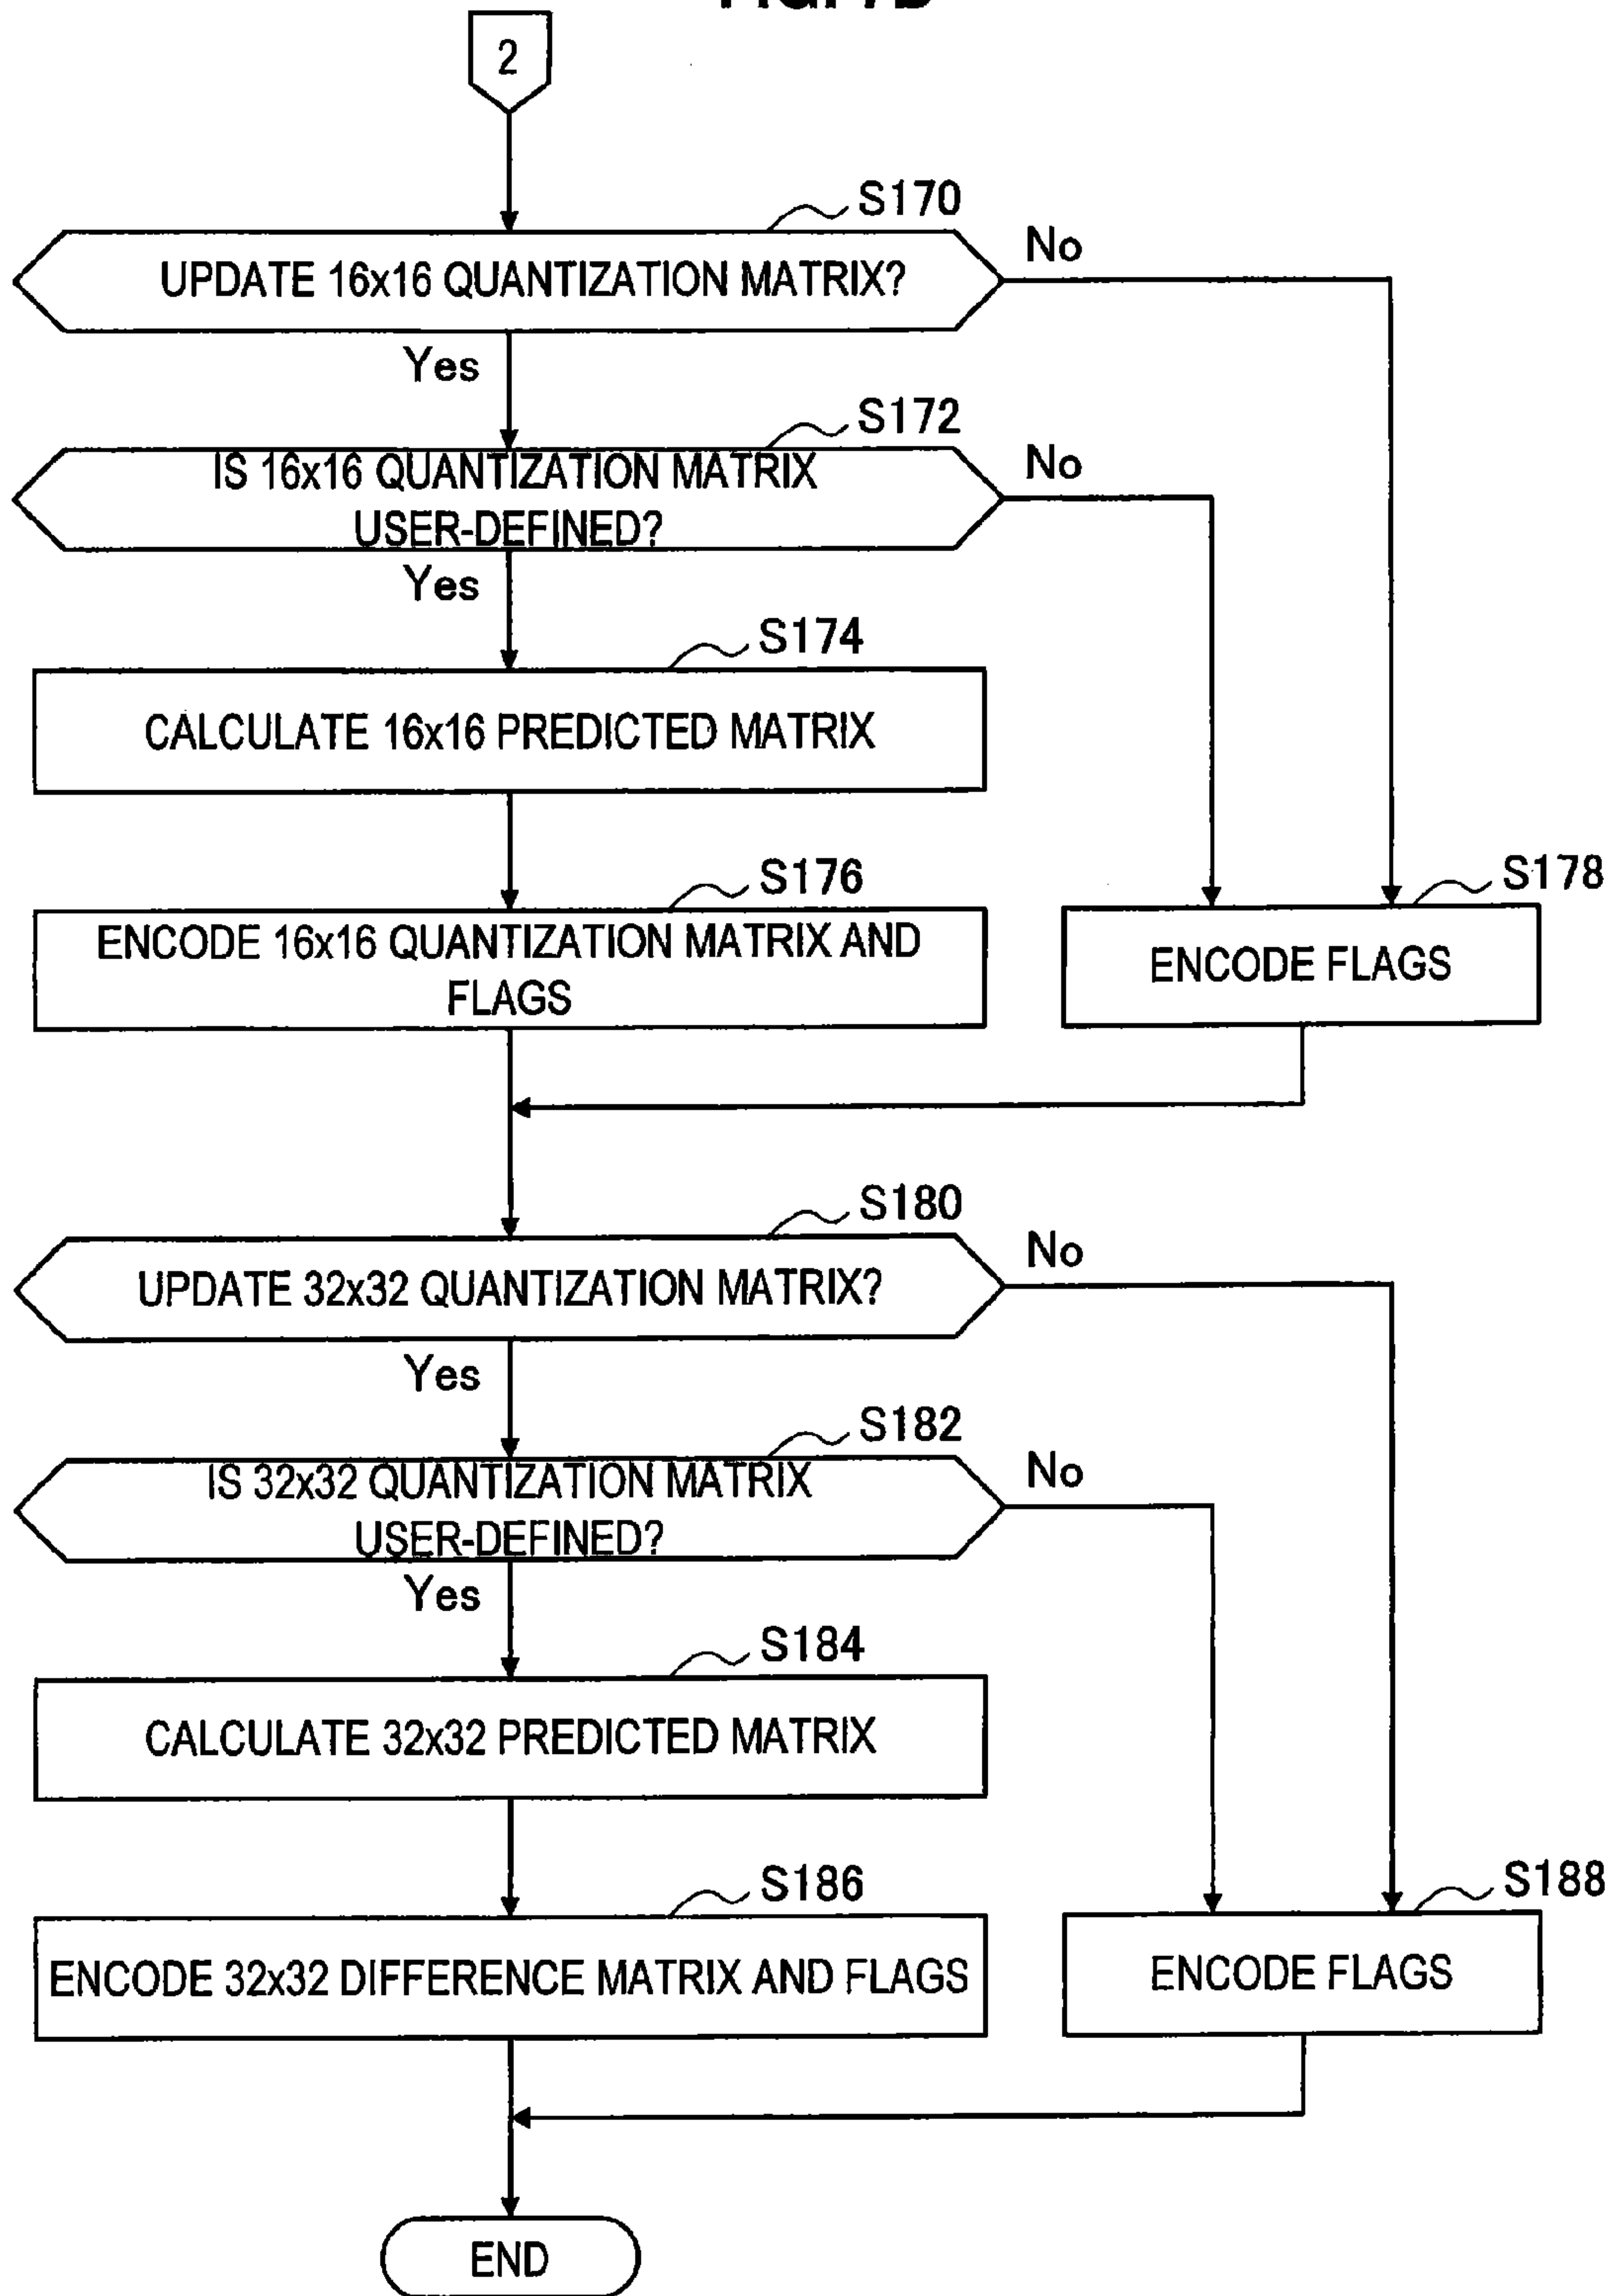 2
S170
UPDATE 16x16 QUANTIZATION MATRIX?
No
Yes
S172
IS 16x16 QUANTIZATION MATRIX
USER-DEFINED?
No
Yes
S174
CALCULATE 16x16 PREDICTED MATRIX
S176
ENCODE 16x16 QUANTIZATION MATRIX AND
FLAGS
S178
ENCODE FLAGS
S180
UPDATE 32x32 QUANTIZATION MATRIX?
No
Yes
S182
IS 32x32 QUANTIZATION MATRIX
USER-DEFINED?
No
Yes
S184
CALCULATE 32x32 PREDICTED MATRIX
S186
ENCODE 32x32 DIFFERENCE MATRIX AND FLAGS
S188
ENCODE FLAGS
END